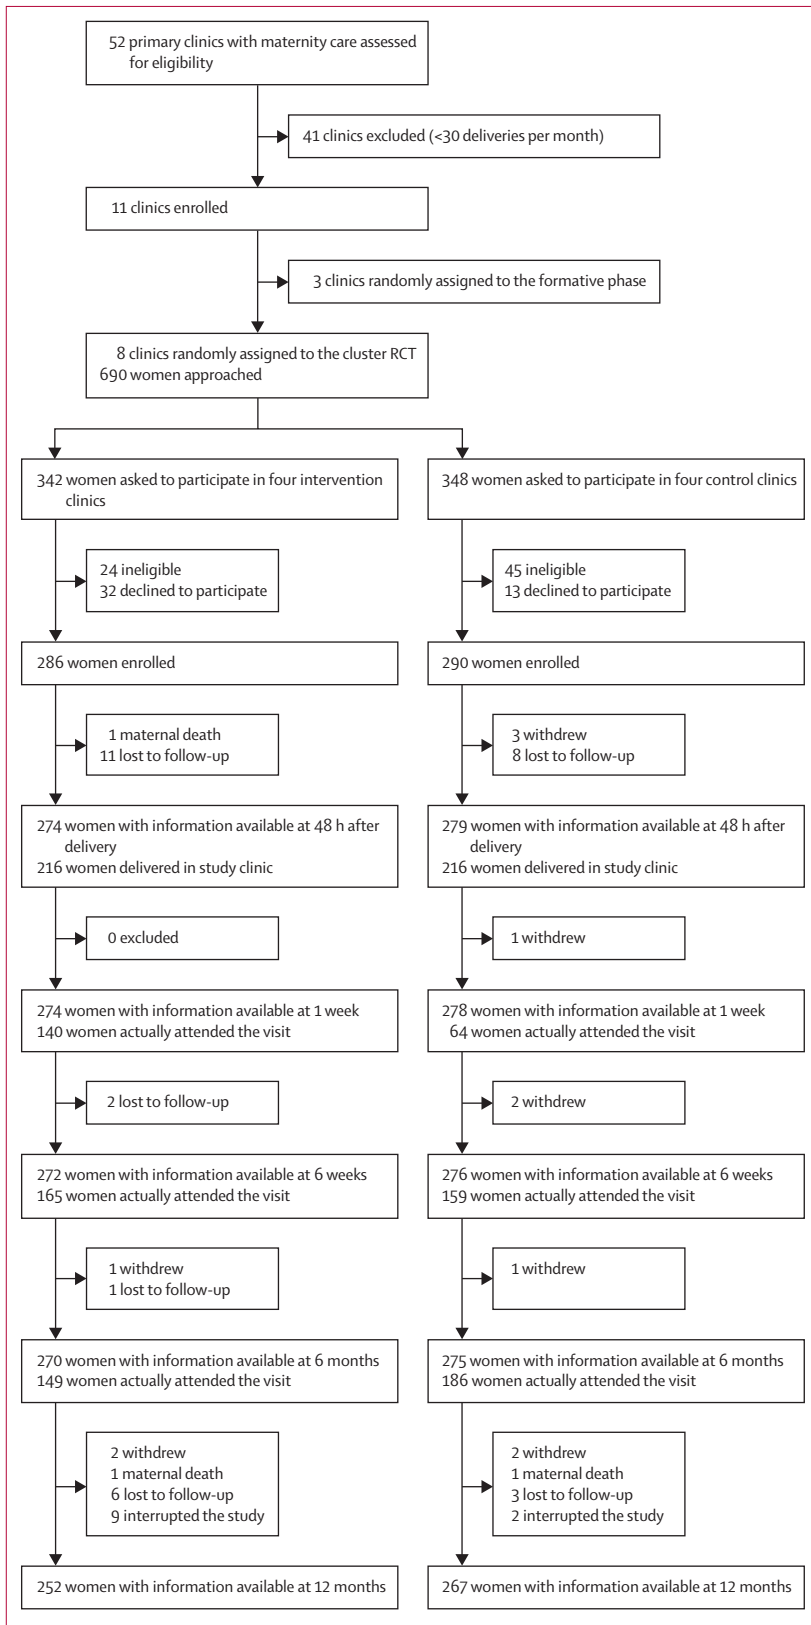 52 primary clinics with maternity care assessed
for eligibility
41 clinics excluded (<30 deliveries per month)
11 clinics enrolled
3 clinics randomly assigned to the formative phase
8 clinics randomly assigned to the cluster RCT
690 women approached
342 women asked to participate in four intervention
clinics
348 women asked to participate in four control clinics
24 ineligible
32 declined to participate
45 ineligible
13 declined to participate
286 women enrolled
290 women enrolled
1 maternal death
11 lost to follow-up
3 withdrew
8 lost to follow-up
274 women with information available at 48 h after
delivery
216 women delivered in study clinic
279 women with information available at 48 h after
delivery
216 women delivered in study clinic
0 excluded
1 withdrew
274 women with information available at 1 week
140 women actually attended the visit
278 women with information available at 1 week
64 women actually attended the visit
2 lost to follow-up
2 withdrew
272 women with information available at 6 weeks
165 women actually attended the visit
276 women with information available at 6 weeks
159 women actually attended the visit
1 withdrew
1 lost to follow-up
1 withdrew
270 women with information available at 6 months
149 women actually attended the visit
275 women with information available at 6 months
186 women actually attended the visit
2 withdrew
1 maternal death
6 lost to follow-up
9 interrupted the study
2 withdrew
1 maternal death
3 lost to follow-up
2 interrupted the study
252 women with information available at 12 months
267 women with information available at 12 months